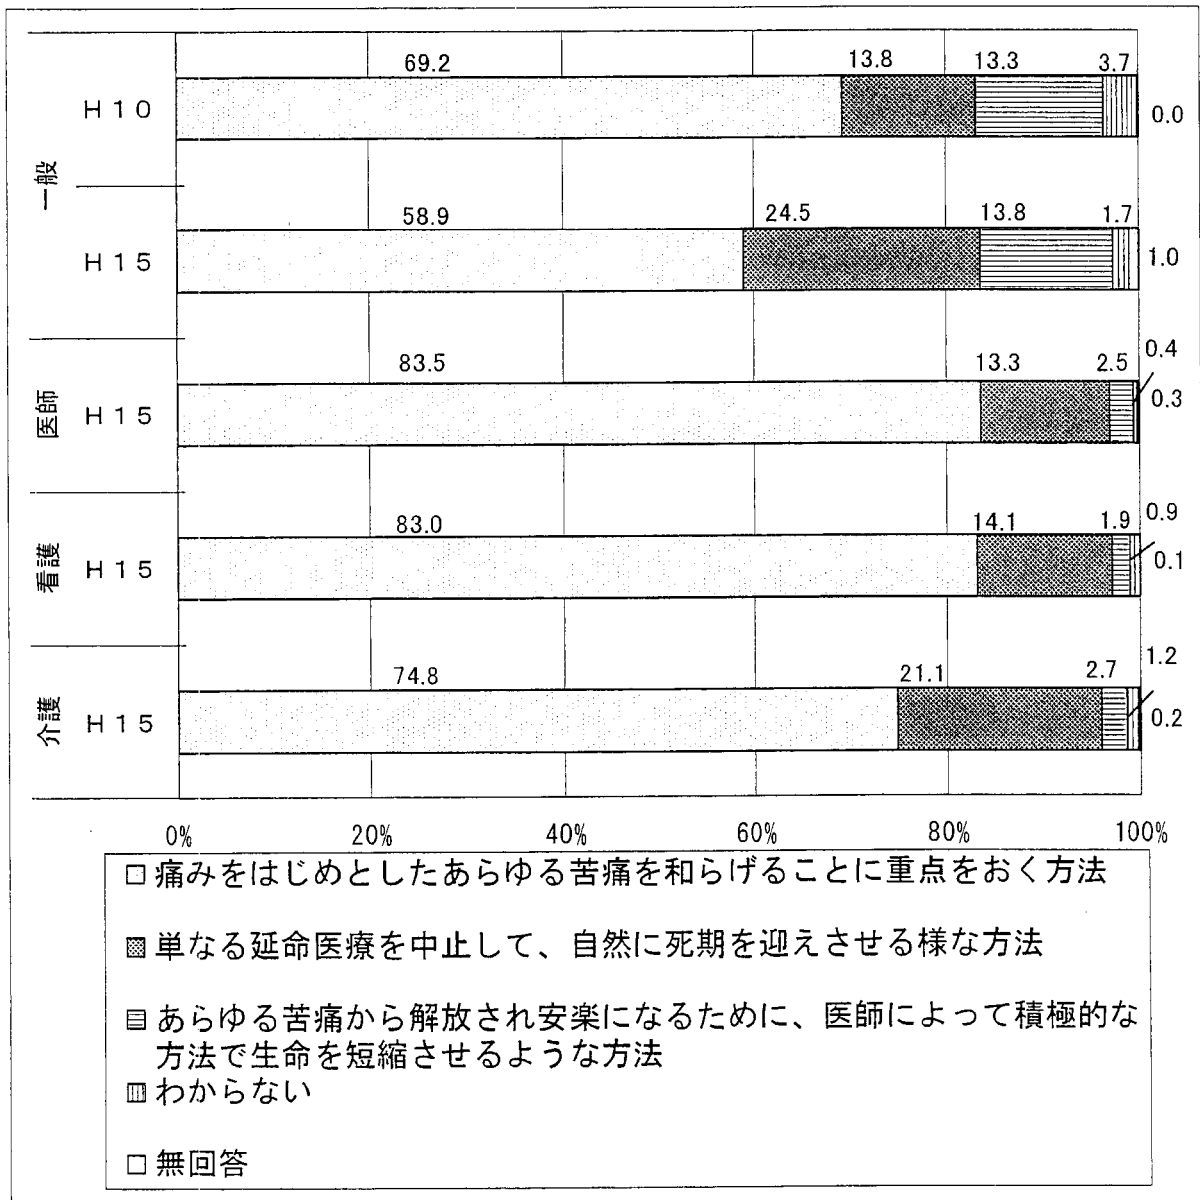 69.2 13.8 13.3 3.7
一般 H10 0.0
58.9 24.5 13.8 1.7
H15 1.0
83.5 13.3 2.5 0.4
医師 H15 0.3
83.0 14.1 1.9 0.9
看護 H15 0.1
74.8 21.1 2.7 1.2
介護 H15 0.2
0% 20% 40% 60% 80% 100%
痛みをはじめとしたあらゆる苦痛を和らげることに重点をおく方法
単なる延命医療を中止して、自然に死期を迎えさせる様な方法
あらゆる苦痛から解放され安楽になるために、医師によって積極的な
方法で生命を短縮させるような方法
わからない
無回答